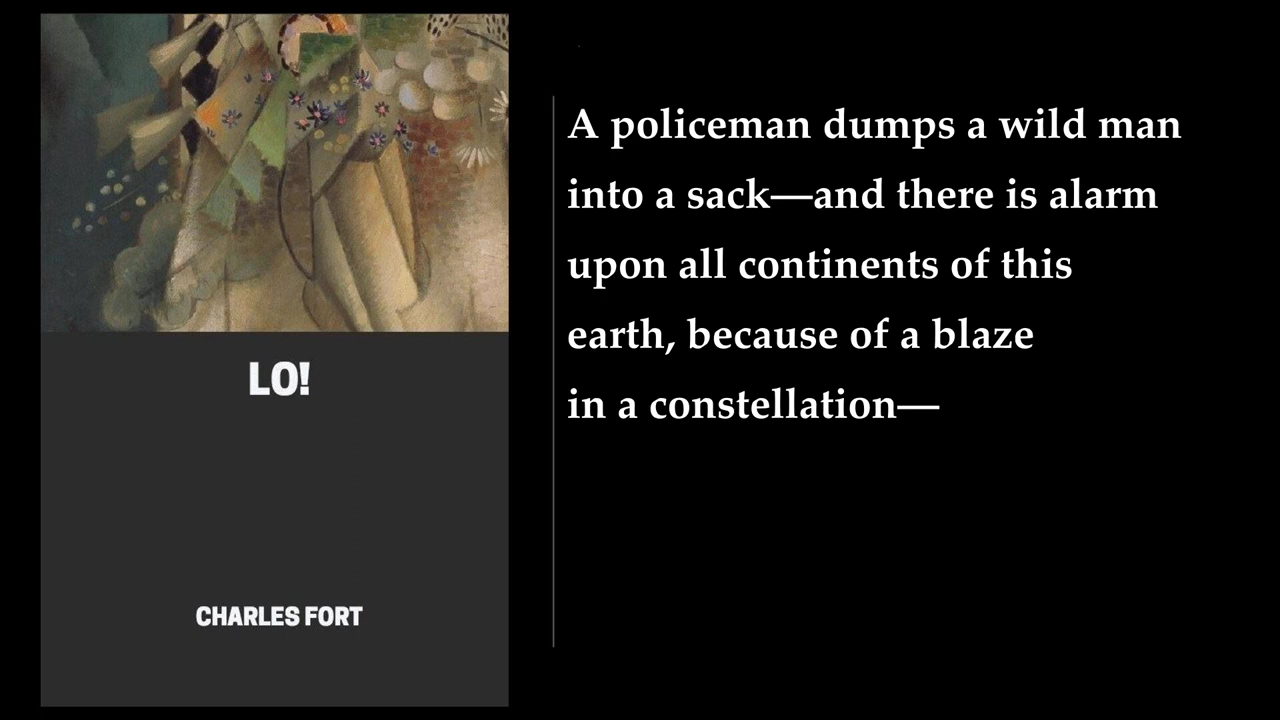 LO!
CHARLES FORT
A policeman dumps a wild man
into a sack—and there is alarm
upon all continents of this
earth, because of a blaze
in a constellation—